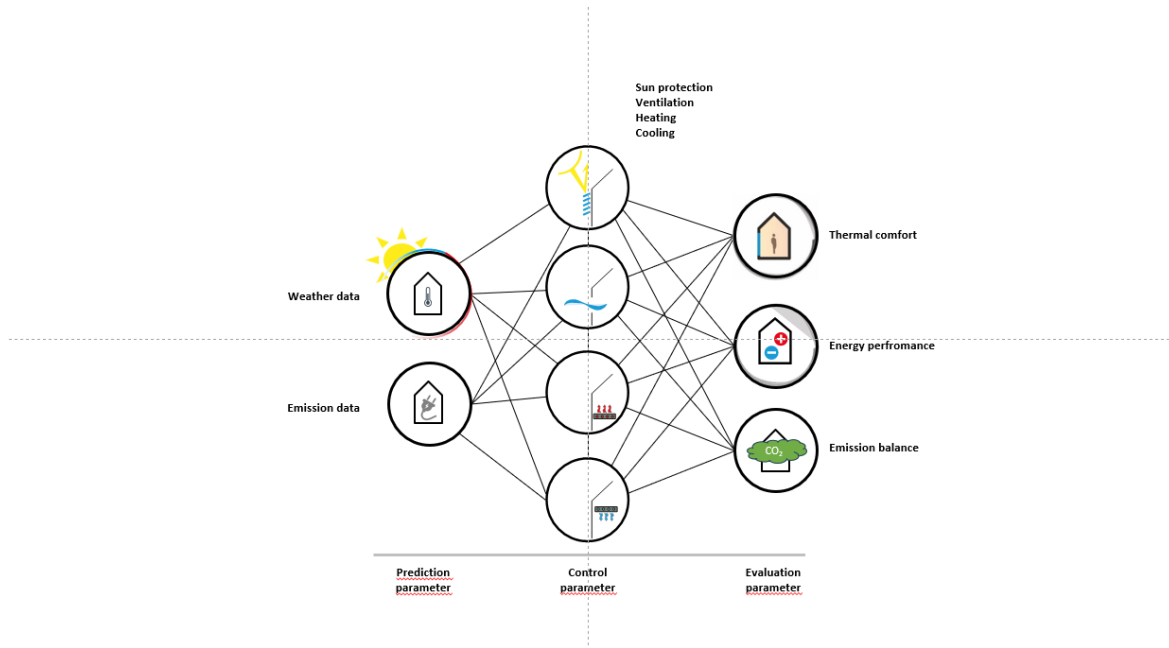 Sun protection
Ventilation
Heating
Cooling
Thermal comfort
Weather data
Energy perfromance
Emission data
Emission balance
CO₂
Prediction
parameter
Control
parameter
Evaluation
parameter